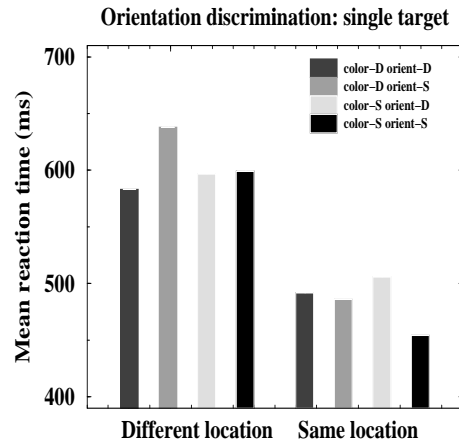 Orientation discrimination: single target
Mean reaction time (ms)
700
600
500
400
color–D orient–D
color–D orient–S
color–S orient–D
color–S orient–S
Different location
Same location